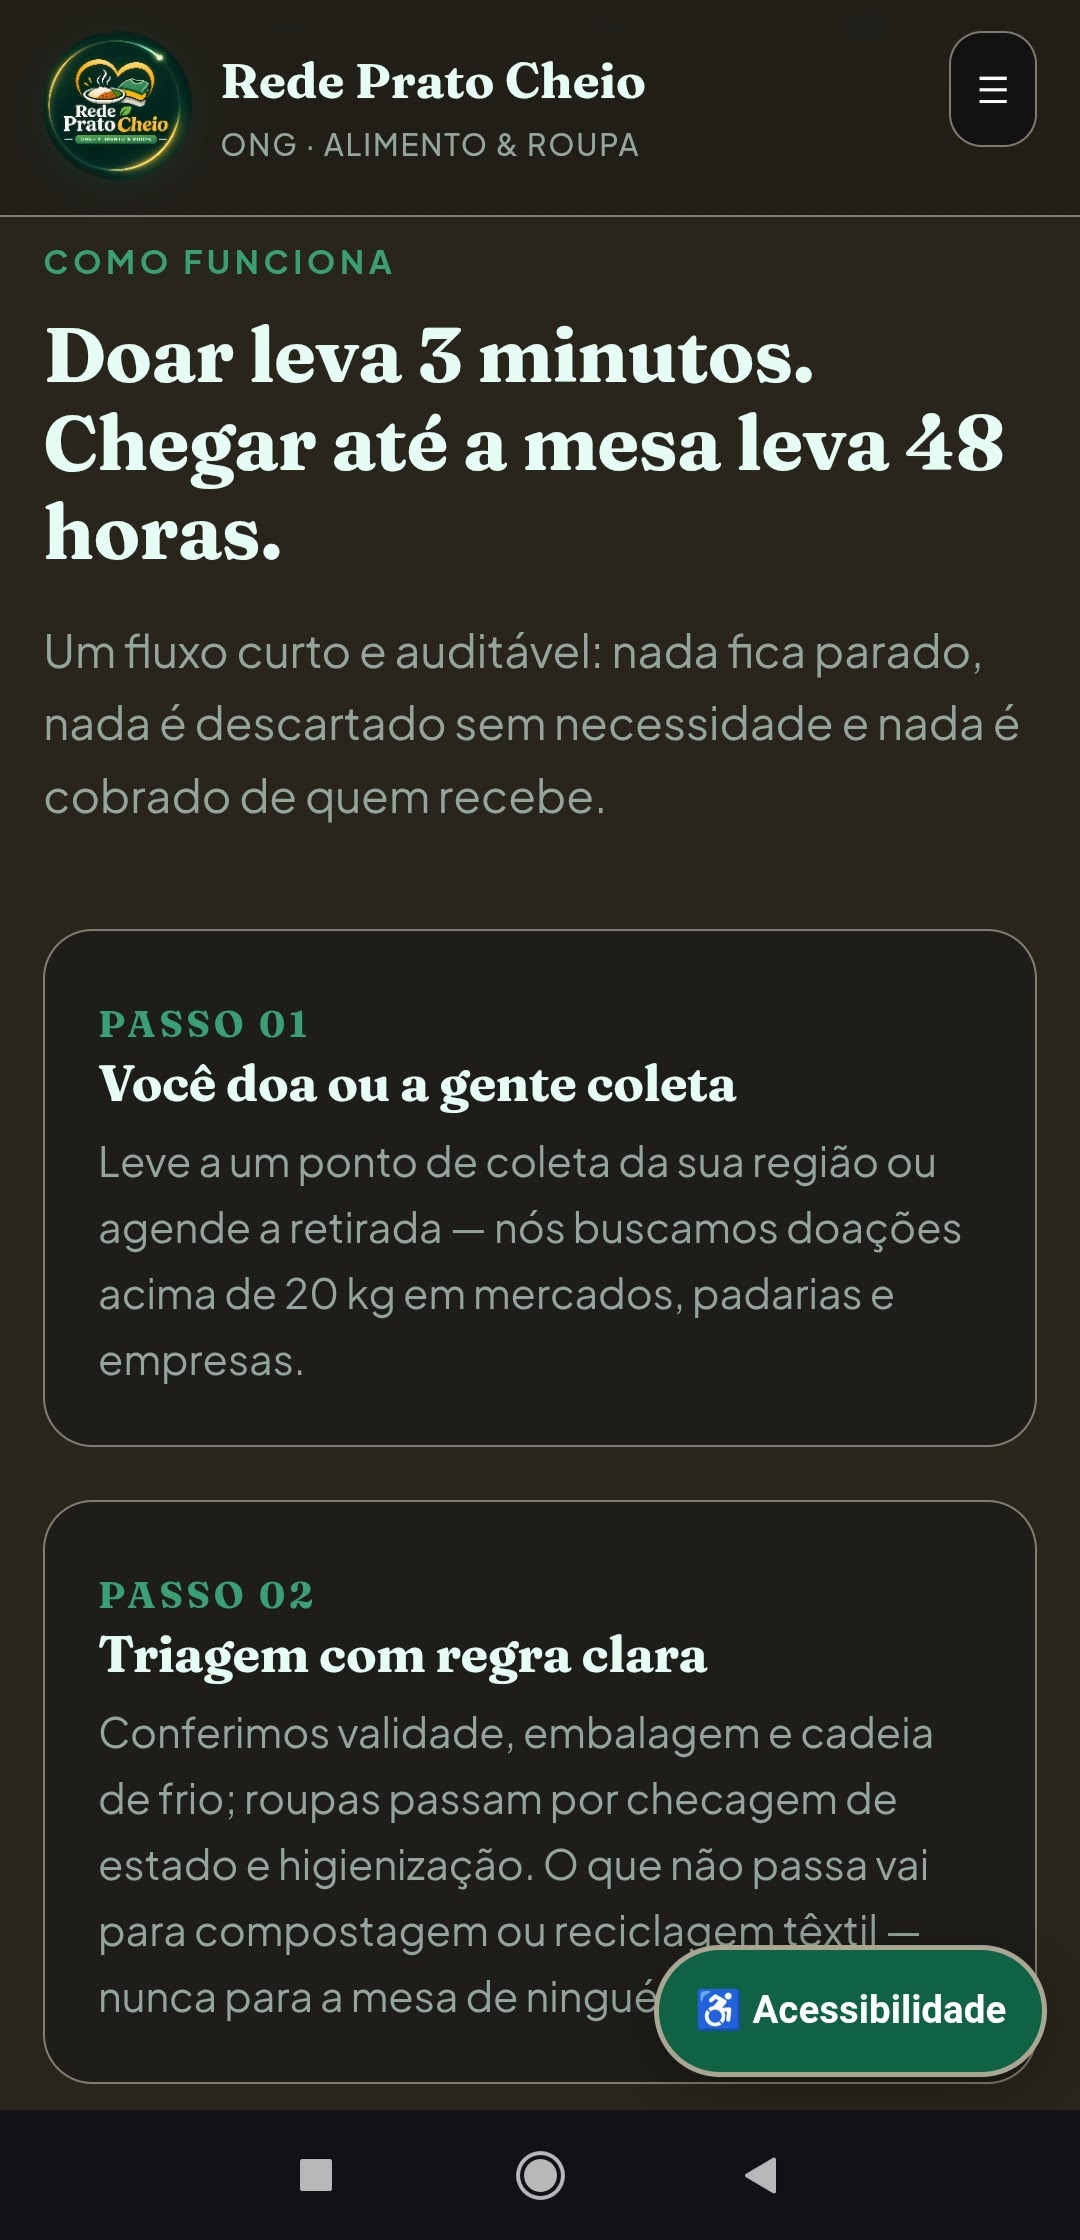 Rede
Prato Cheio
Rede Prato Cheio
ONG · ALIMENTO & ROUPA
☰
COMO FUNCIONA
Doar leva 3 minutos.
Chegar até a mesa leva 48
horas.
Um fluxo curto e auditável: nada fica parado,
nada é descartado sem necessidade e nada é
cobrado de quem recebe.
PASSO 01
Você doa ou a gente coleta
Leve a um ponto de coleta da sua região ou
agende a retirada — nós buscamos doações
acima de 20 kg em mercados, padarias e
empresas.
PASSO 02
Triagem com regra clara
Conferimos validade, embalagem e cadeia
de frio; roupas passam por checagem de
estado e higienização. O que não passa vai
para compostagem ou reciclagem têxtil —
nunca para a mesa de ningué
♿ Acessibilidade